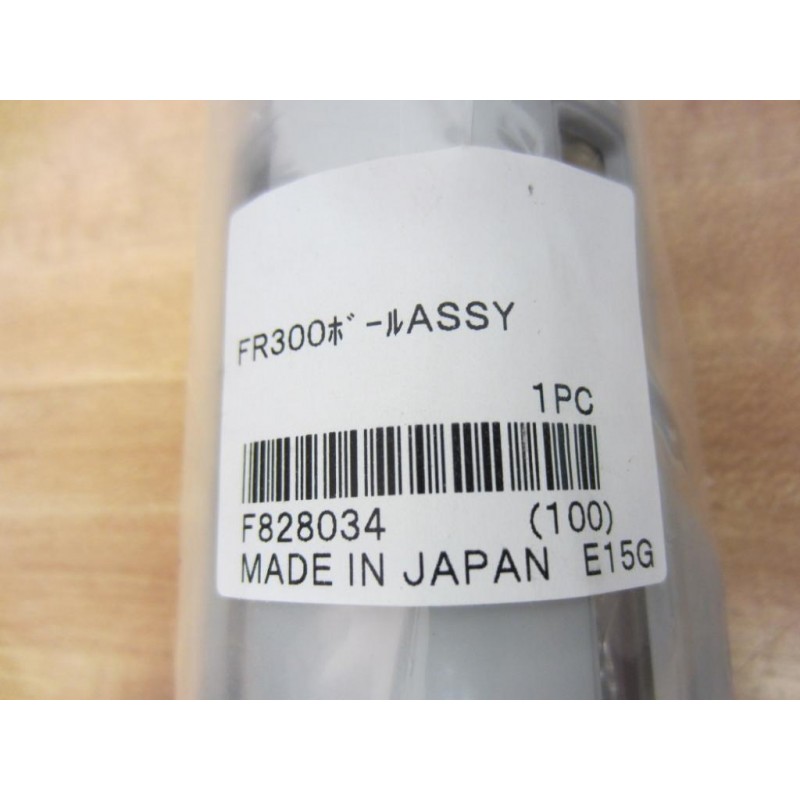 FR300ﾎﾞｰﾙASSY
1PC
F828034 (100)
MADE IN JAPAN E15G